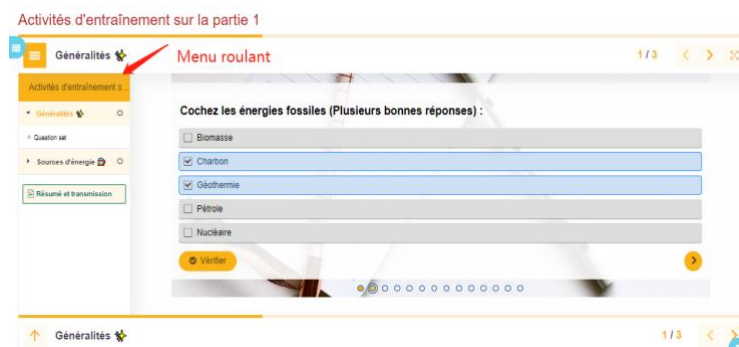 Activités d'entraînement sur la partie 1
Généralités
Menu roulant
1 / 3
Activités d'entraînement s...
Généralités
Question set
Sources d'énergie
Résumé et transmission
Cochez les énergies fossiles (Plusieurs bonnes réponses) :
Biomasse
Charbon
Géothermie
Pétrole
Nucléaire
Vérifier
Généralités
1 / 3